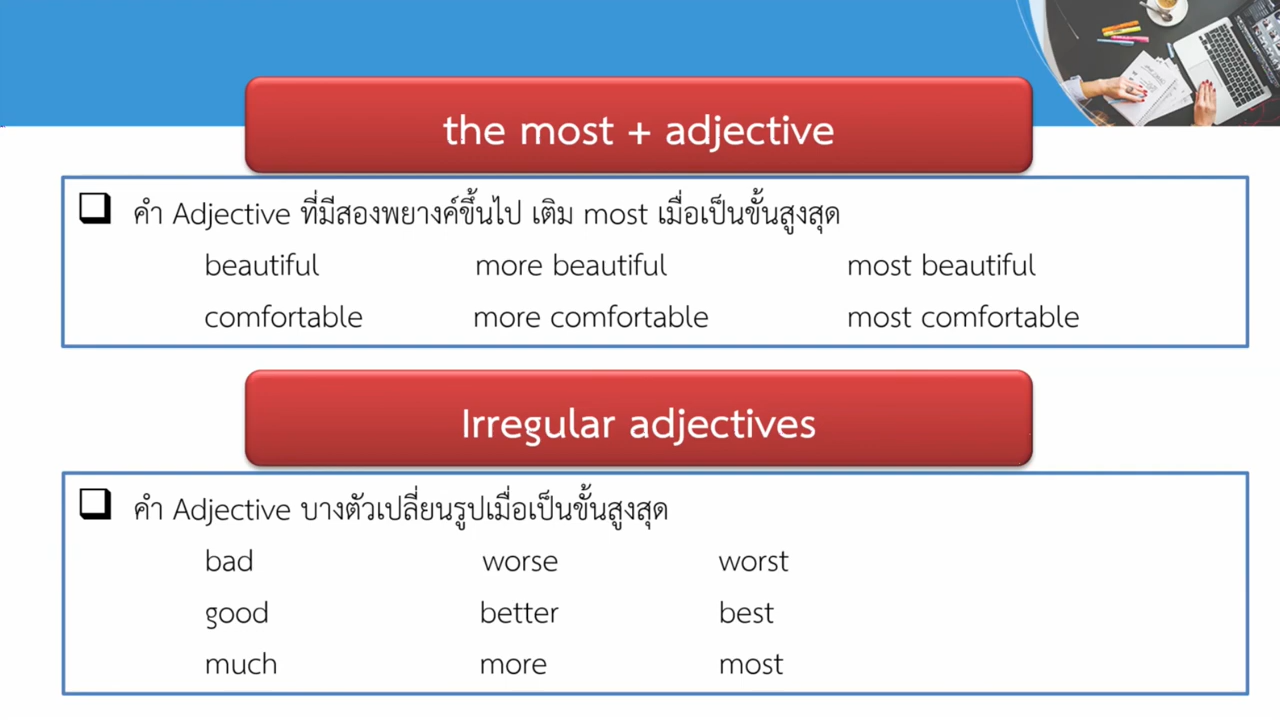 the most + adjective
คำ Adjective ที่มีสองพยางค์ขึ้นไป เติม most เมื่อเป็นขั้นสูงสุด
beautiful more beautiful most beautiful
comfortable more comfortable most comfortable
Irregular adjectives
คำ Adjective บางตัวเปลี่ยนรูปเมื่อเป็นขั้นสูงสุด
bad worse worst
good better best
much more most